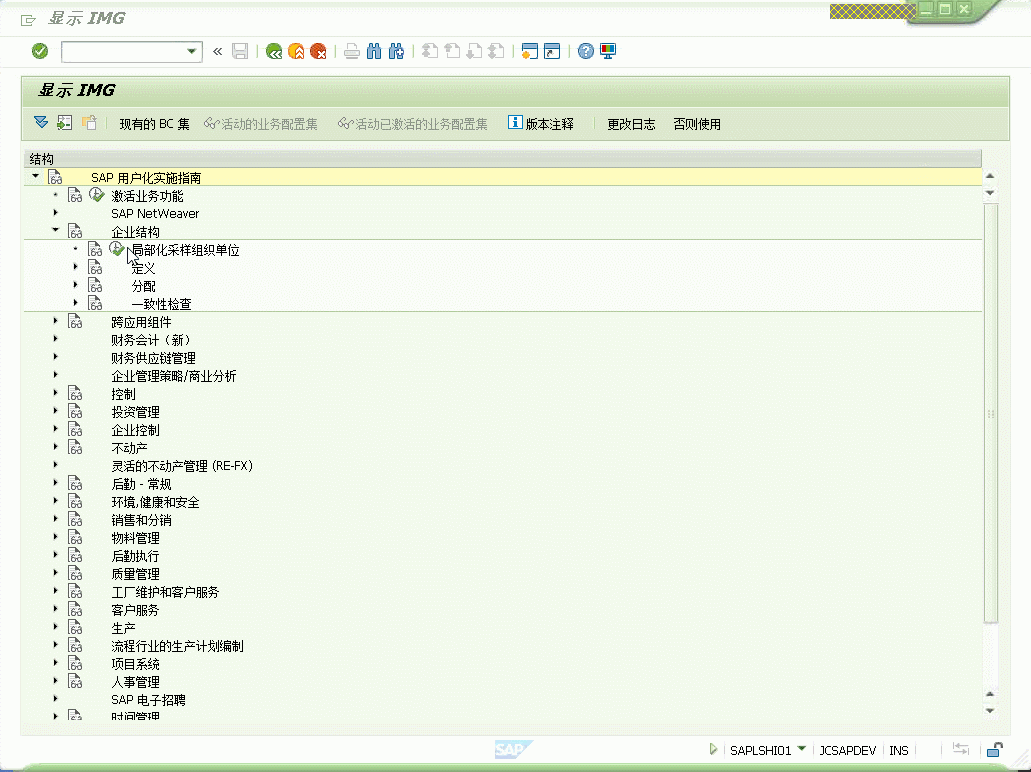 显示 IMG
显示 IMG
现有的 BC 集 活动的业务配置集 活动已激活的业务配置集 版本注释 更改日志 否则使用
结构
SAP 用户化实施指南
激活业务功能
SAP NetWeaver
企业结构
局部化采样组织单位
定义
分配
一致性检查
跨应用组件
财务会计（新）
财务供应链管理
企业管理策略/商业分析
控制
投资管理
企业控制
不动产
灵活的不动产管理 (RE-FX)
后勤 - 常规
环境,健康和安全
销售和分销
物料管理
后勤执行
质量管理
工厂维护和客户服务
客户服务
生产
流程行业的生产计划编制
项目系统
人事管理
SAP 电子招聘
时间管理
SAP SAPLSHI01 JCSAPDEV INS